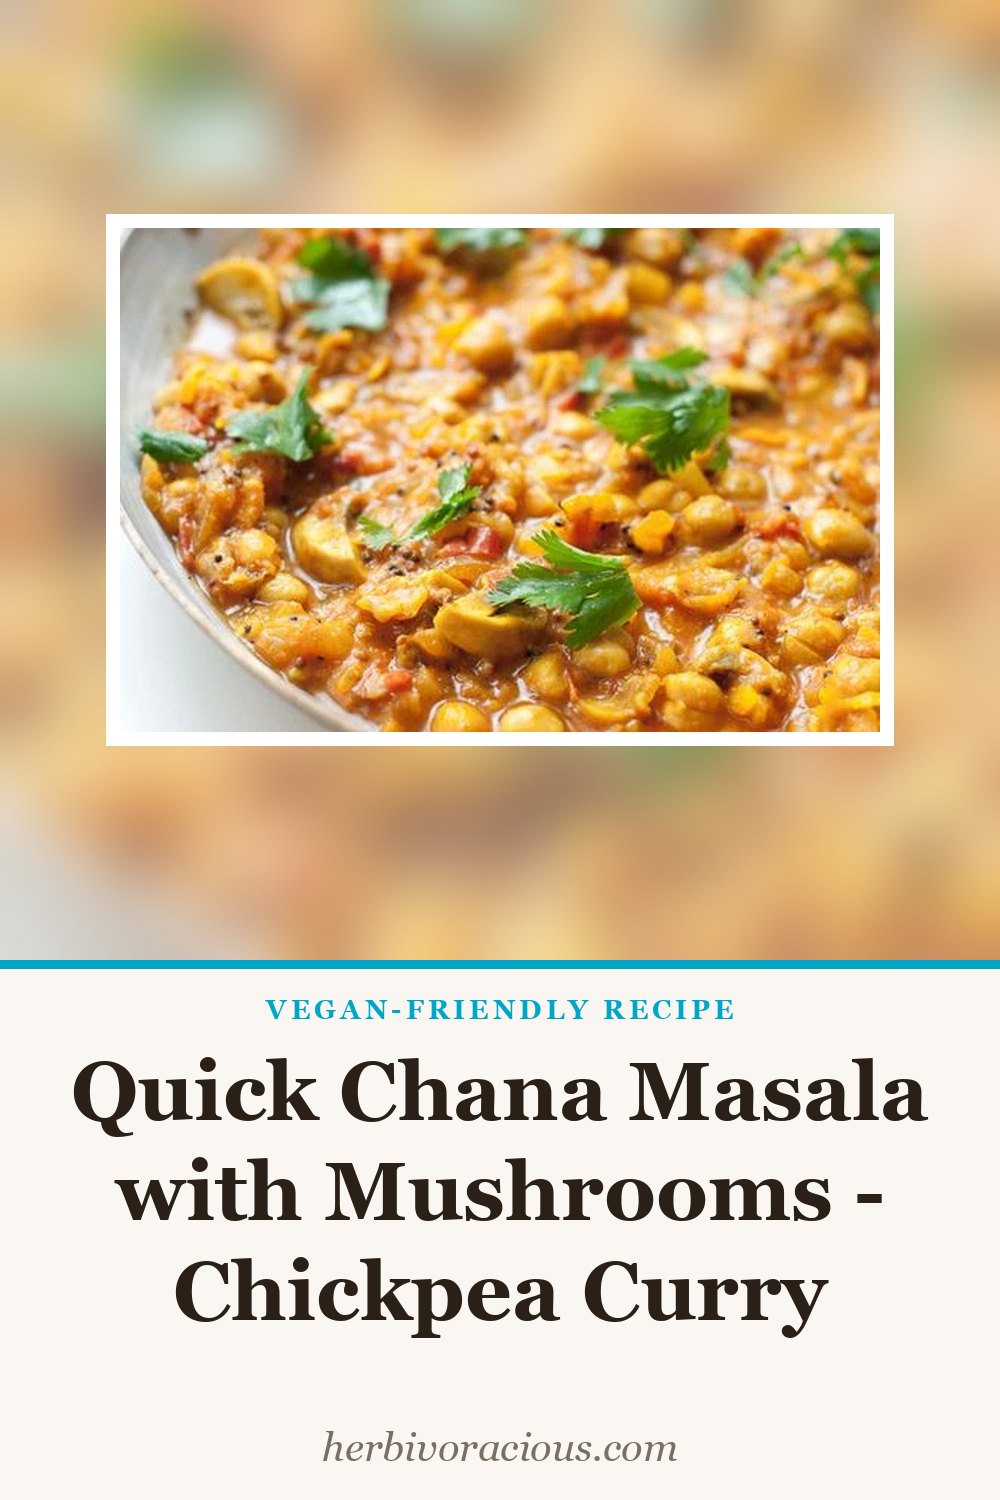 VEGAN-FRIENDLY RECIPE
Quick Chana Masala
with Mushrooms -
Chickpea Curry
herbivoracious.com